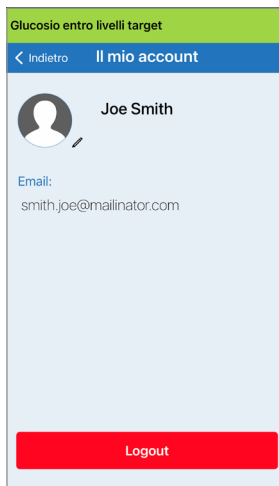 Glucosio entro livelli target
Indietro
Il mio account
Joe Smith
Email:
smith.joe@mailinator.com
Logout